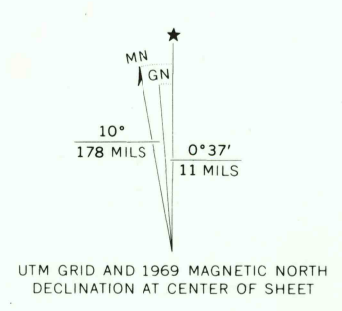 MN
GN
10°
178 MILS
0°37′
11 MILS
UTM GRID AND 1969 MAGNETIC NORTH
DECLINATION AT CENTER OF SHEET